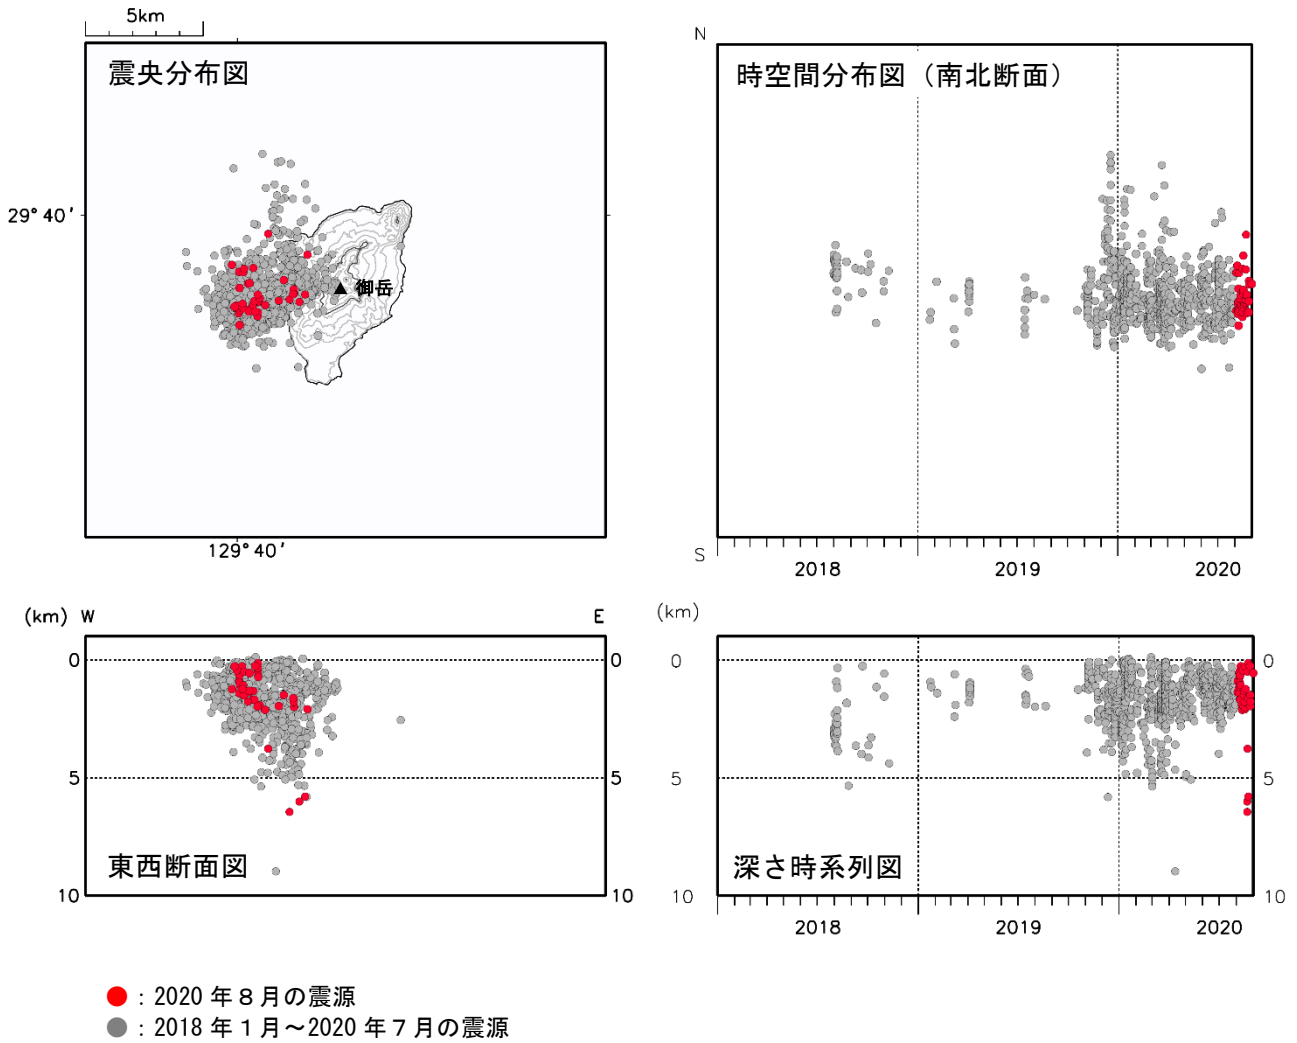 5km
震央分布図
29°40′
御岳
129°40′
N
時空間分布図（南北断面）
S
2018
2019
2020
(km) W
E
0
0
5
5
東西断面図
10
10
(km)
0
0
5
5
深さ時系列図
10
10
2018
2019
2020
：2020 年８月の震源
：2018 年１月～2020 年７月の震源